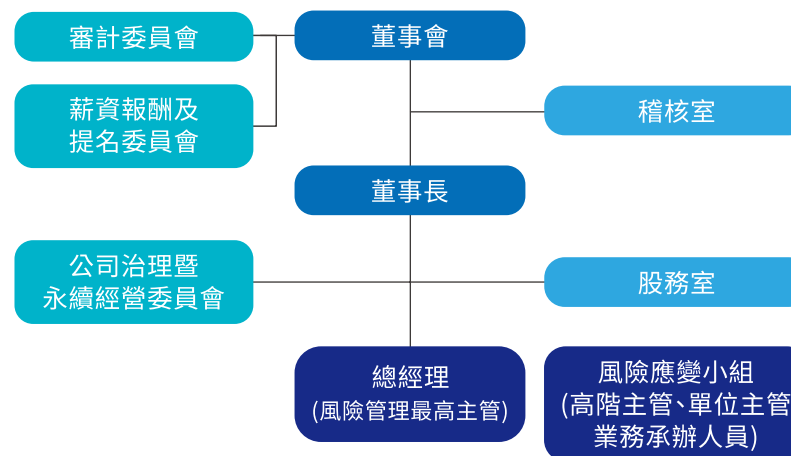 審計委員會
董事會
薪資報酬及
提名委員會
稽核室
董事長
公司治理暨
永續經營委員會
股務室
總經理
(風險管理最高主管)
風險應變小組
(高階主管、單位主管
業務承辦人員)